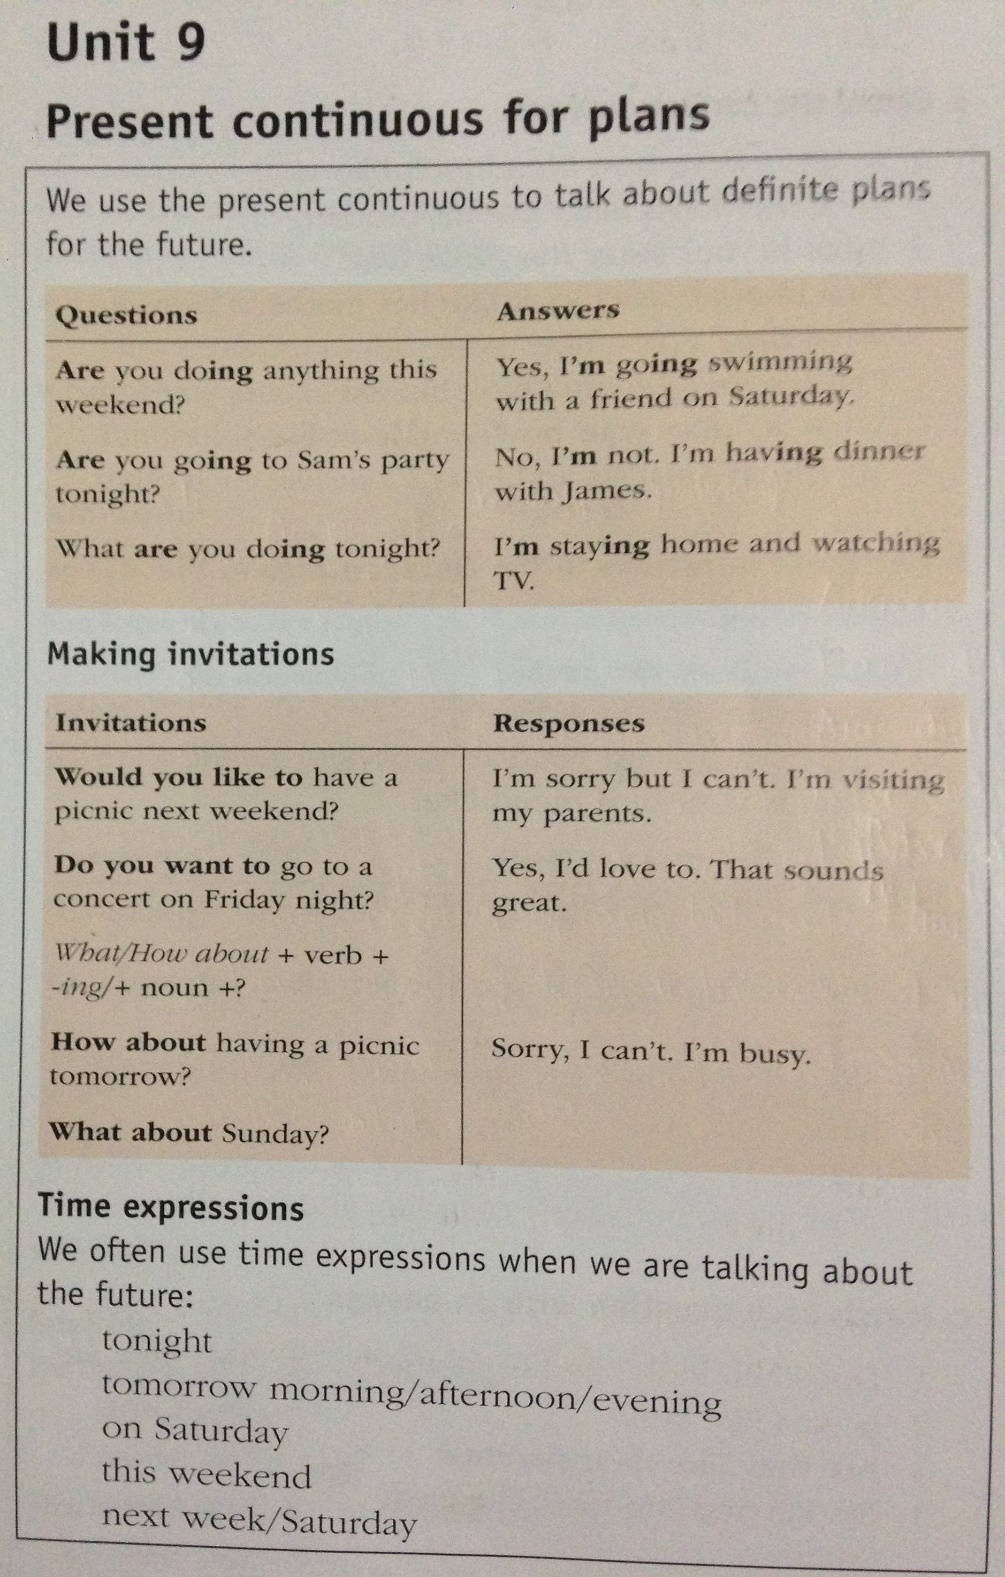 Unit 9
Present continuous for plans
We use the present continuous to talk about definite plans
for the future.
Questions
Answers
Are you doing anything this
weekend?
Yes, I'm going swimming
with a friend on Saturday.
Are you going to Sam's party
tonight?
No, I'm not. I'm having dinner
with James.
What are you doing tonight?
I'm staying home and watching
TV.
Making invitations
Invitations
Responses
Would you like to have a
picnic next weekend?
I'm sorry but I can't. I'm visiting
my parents.
Do you want to go to a
concert on Friday night?
Yes, I'd love to. That sounds
great.
What/How about + verb +
-ing/+ noun +?
How about having a picnic
tomorrow?
Sorry, I can't. I'm busy.
What about Sunday?
Time expressions
We often use time expressions when we are talking about
the future:
tonight
tomorrow morning/afternoon/evening
on Saturday
this weekend
next week/Saturday